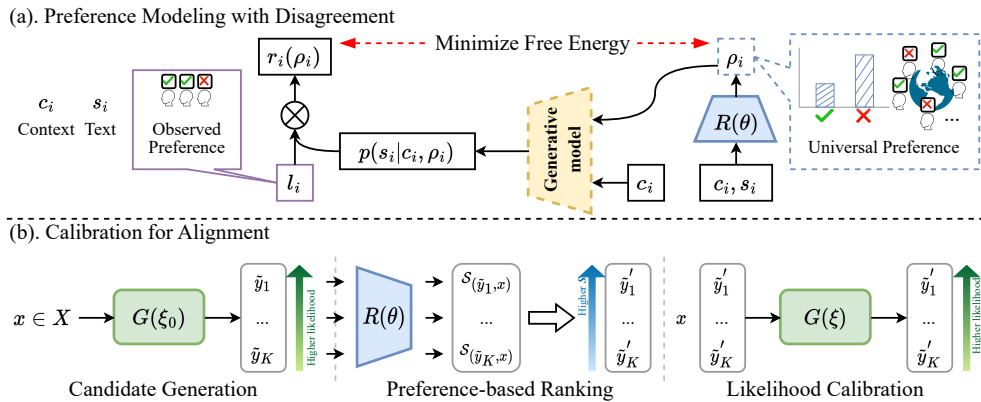 (a). Preference Modeling with Disagreement
r_i(ρ_i)
Minimize Free Energy
ρ_i
c_i s_i
Context Text
Observed
Preference
l_i
p(s_i|c_i, ρ_i)
Generative
model
c_i
R(θ)
c_i, s_i
...
Universal Preference
(b). Calibration for Alignment
x ∈ X
G(ξ_0)
ỹ_1
...
ỹ_K
Higher likelihood
Candidate Generation
R(θ)
S_(ỹ_1,x)
...
S_(ỹ_K,x)
Higher S
ỹ'_1
...
ỹ'_K
Preference-based Ranking
x
ỹ'_1
...
ỹ'_K
G(ξ)
ỹ'_1
...
ỹ'_K
Higher likelihood
Likelihood Calibration